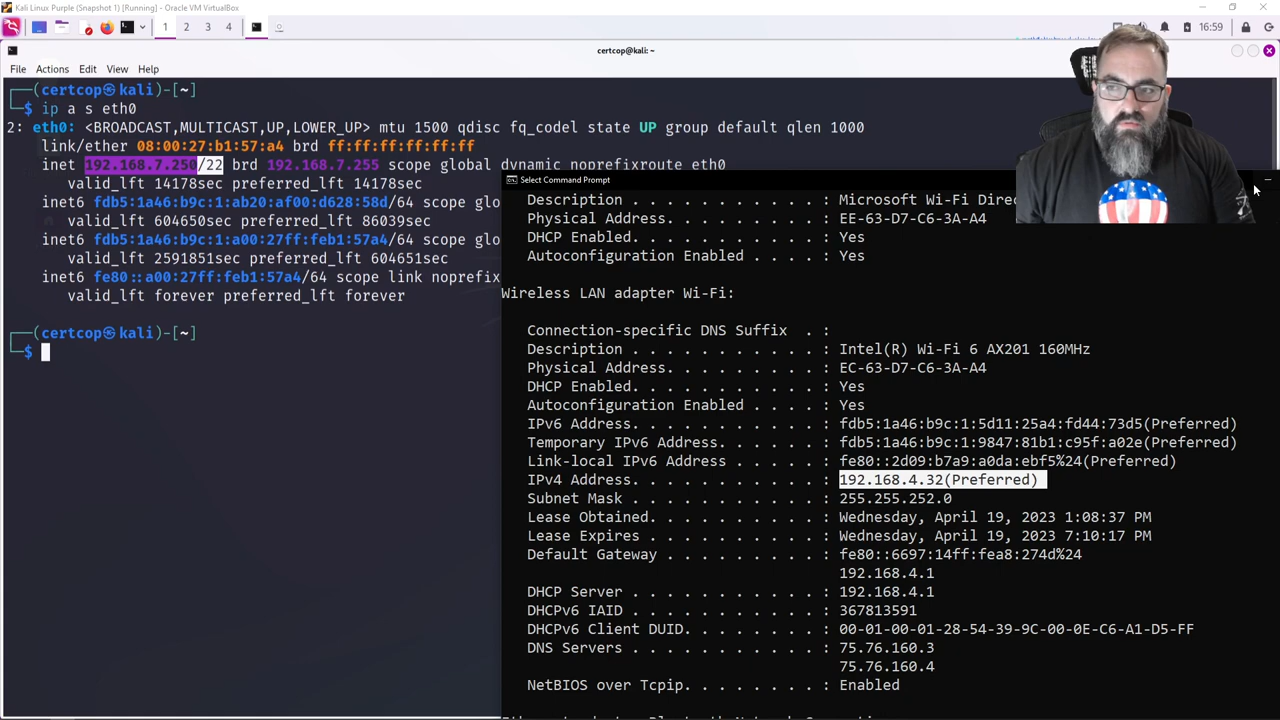 Kali Linux Purple (Snapshot 1) [Running] - Oracle VM VirtualBox
1 2 3 4
16:59
certcop@kali: ~
File Actions Edit View Help
┌──(certcop㉿kali)-[~]
└─$ ip a s eth0
2: eth0: <BROADCAST,MULTICAST,UP,LOWER_UP> mtu 1500 qdisc fq_codel state UP group default qlen 1000
link/ether 08:00:27:b1:57:a4 brd ff:ff:ff:ff:ff:ff
inet 192.168.7.250/22 brd 192.168.7.255 scope global dynamic noprefixroute eth0
valid_lft 14178sec preferred_lft 14178sec
inet6 fdb5:1a46:b9c:1:ab20:af00:d628:58d/64 scope glo
valid_lft 604650sec preferred_lft 86039sec
inet6 fdb5:1a46:b9c:1:a00:27ff:feb1:57a4/64 scope glo
valid_lft 2591851sec preferred_lft 604651sec
inet6 fe80::a00:27ff:feb1:57a4/64 scope link noprefix
valid_lft forever preferred_lft forever
┌──(certcop㉿kali)-[~]
└─$
Select Command Prompt
Description . . . . . . . . . . . : Microsoft Wi-Fi Direc
Physical Address. . . . . . . . . : EE-63-D7-C6-3A-A4
DHCP Enabled. . . . . . . . . . . : Yes
Autoconfiguration Enabled . . . . : Yes
Wireless LAN adapter Wi-Fi:
Connection-specific DNS Suffix  . :
Description . . . . . . . . . . . : Intel(R) Wi-Fi 6 AX201 160MHz
Physical Address. . . . . . . . . : EC-63-D7-C6-3A-A4
DHCP Enabled. . . . . . . . . . . : Yes
Autoconfiguration Enabled . . . . : Yes
IPv6 Address. . . . . . . . . . . : fdb5:1a46:b9c:1:5d11:25a4:fd44:73d5(Preferred)
Temporary IPv6 Address. . . . . . : fdb5:1a46:b9c:1:9847:81b1:c95f:a02e(Preferred)
Link-local IPv6 Address . . . . . : fe80::2d09:b7a9:a0da:ebf5%24(Preferred)
IPv4 Address. . . . . . . . . . . : 192.168.4.32(Preferred)
Subnet Mask . . . . . . . . . . . : 255.255.252.0
Lease Obtained. . . . . . . . . . : Wednesday, April 19, 2023 1:08:37 PM
Lease Expires . . . . . . . . . . : Wednesday, April 19, 2023 7:10:17 PM
Default Gateway . . . . . . . . . : fe80::6697:14ff:fea8:274d%24
192.168.4.1
DHCP Server . . . . . . . . . . . : 192.168.4.1
DHCPv6 IAID . . . . . . . . . . . : 367813591
DHCPv6 Client DUID. . . . . . . . : 00-01-00-01-28-54-39-9C-00-0E-C6-A1-D5-FF
DNS Servers . . . . . . . . . . . : 75.76.160.3
75.76.160.4
NetBIOS over Tcpip. . . . . . . . : Enabled